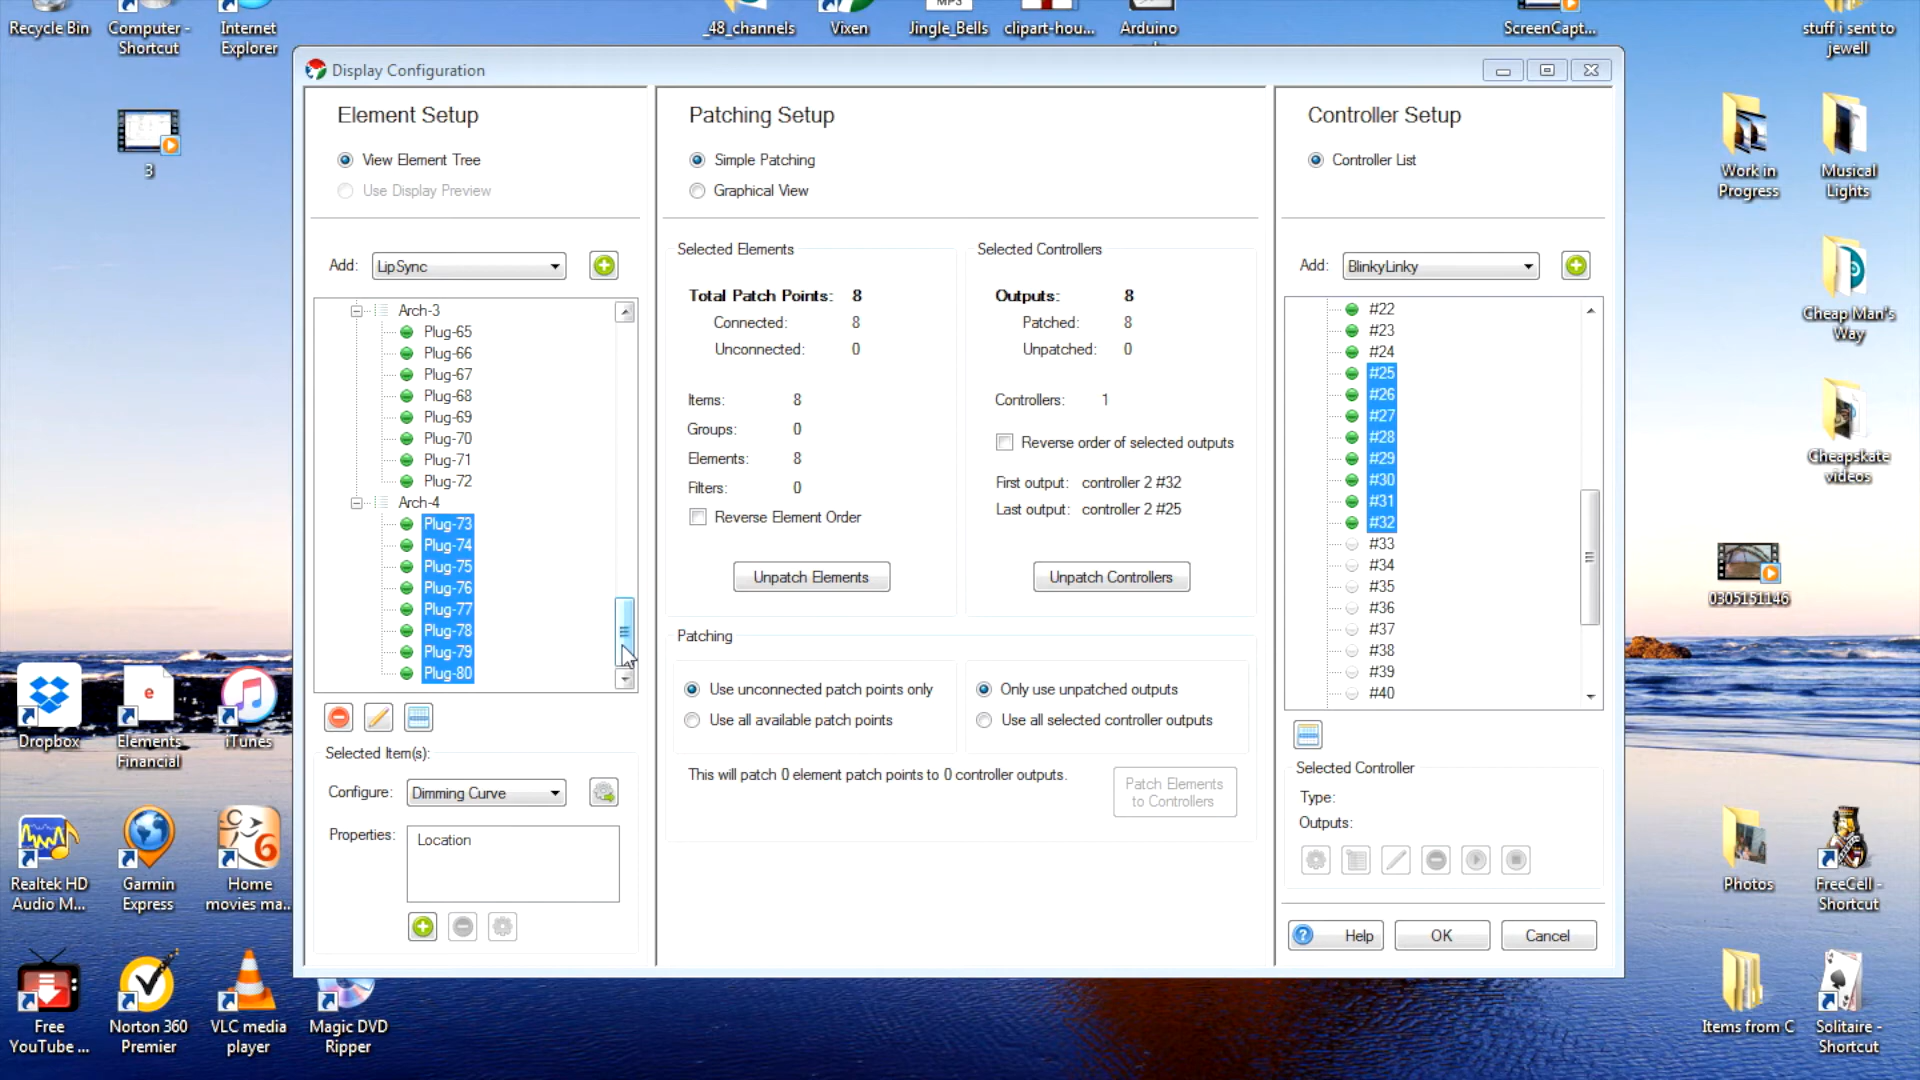 Recycle Bin
Computer -
Shortcut
Internet
Explorer
_48_channels
Vixen
MP3
Jingle_Bells
clipart-hou...
Arduino
ScreenCapt...
stuff i sent to
jewell
3
Display Configuration
Element Setup
View Element Tree
Use Display Preview
Add:
LipSync
Arch-3
Plug-65
Plug-66
Plug-67
Plug-68
Plug-69
Plug-70
Plug-71
Plug-72
Arch-4
Plug-73
Plug-74
Plug-75
Plug-76
Plug-77
Plug-78
Plug-79
Plug-80
Selected Item(s):
Configure:
Dimming Curve
Properties:
Location
Patching Setup
Simple Patching
Graphical View
Selected Elements
Total Patch Points: 8
Connected: 8
Unconnected: 0
Items: 8
Groups: 0
Elements: 8
Filters: 0
Reverse Element Order
Unpatch Elements
Selected Controllers
Outputs: 8
Patched: 8
Unpatched: 0
Controllers: 1
Reverse order of selected outputs
First output: controller 2 #32
Last output: controller 2 #25
Unpatch Controllers
Patching
Use unconnected patch points only
Use all available patch points
Only use unpatched outputs
Use all selected controller outputs
This will patch 0 element patch points to 0 controller outputs.
Patch Elements
to Controllers
Controller Setup
Controller List
Add:
BlinkyLinky
#22
#23
#24
#25
#26
#27
#28
#29
#30
#31
#32
#33
#34
#35
#36
#37
#38
#39
#40
Selected Controller
Type:
Outputs:
Help
OK
Cancel
Work in
Progress
Musical
Lights
Cheap Man's
Way
Cheapskate
videos
0305151146
Dropbox
e
Elements
Financial
iTunes
Realtek HD
Audio M...
Garmin
Express
6
Home
movies ma...
Free
YouTube ...
Norton 360
Premier
VLC media
player
Magic DVD
Ripper
Photos
FreeCell -
Shortcut
Items from C
Solitaire -
Shortcut